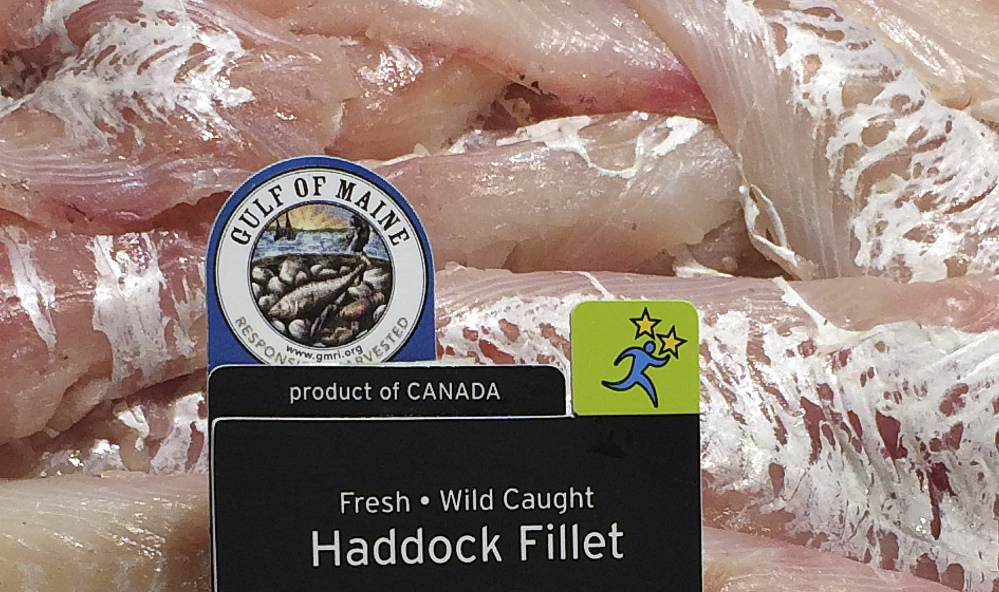 GULF OF MAINE
www.gmri.org
product of CANADA
Fresh • Wild Caught
Haddock Fillet